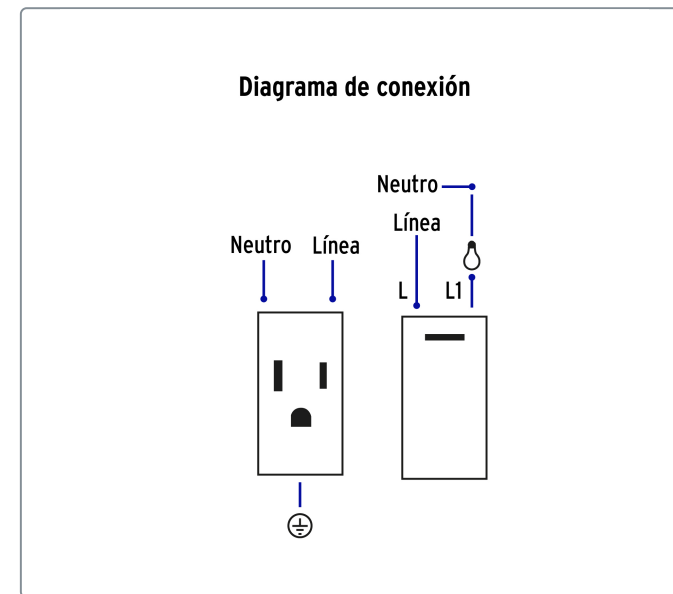 Diagrama de conexión
Neutro
Línea
Neutro Línea
L L1